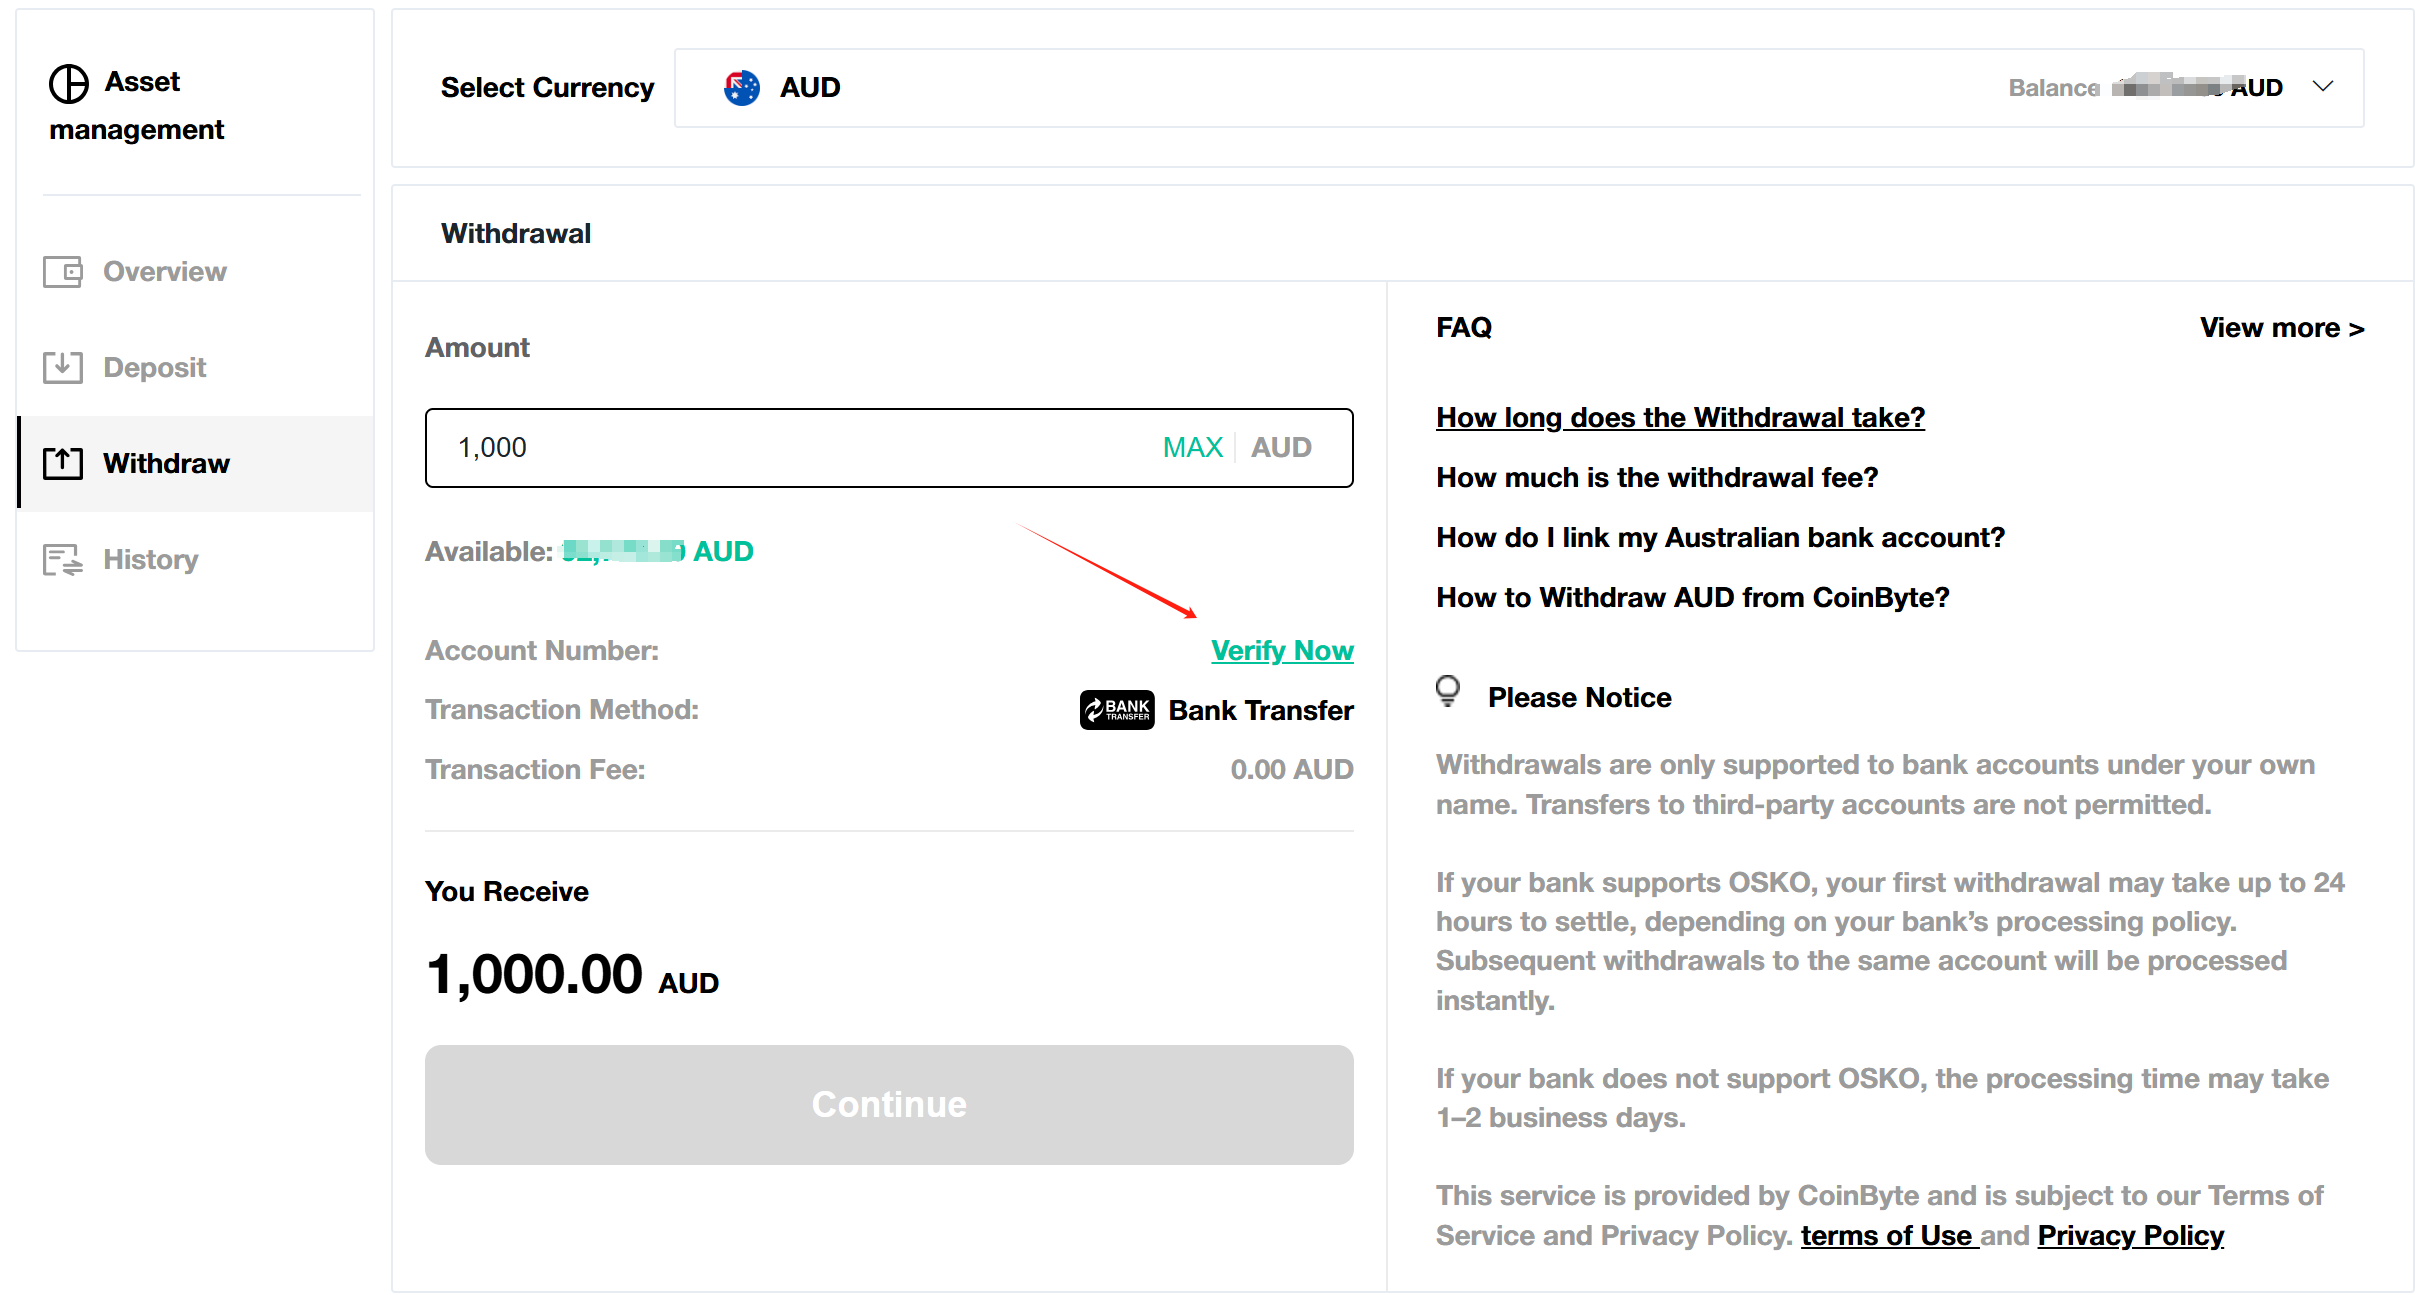 Asset
management
Overview
Deposit
Withdraw
History
Select Currency
AUD
Balance AUD
Withdrawal
Amount
1,000
MAX
AUD
Available: AUD
Account Number:
Verify Now
Transaction Method:
BANK
TRANSFER
Bank Transfer
Transaction Fee:
0.00 AUD
You Receive
1,000.00 AUD
Continue
FAQ
View more >
How long does the Withdrawal take?
How much is the withdrawal fee?
How do I link my Australian bank account?
How to Withdraw AUD from CoinByte?
Please Notice
Withdrawals are only supported to bank accounts under your own
name. Transfers to third-party accounts are not permitted.
If your bank supports OSKO, your first withdrawal may take up to 24
hours to settle, depending on your bank’s processing policy.
Subsequent withdrawals to the same account will be processed
instantly.
If your bank does not support OSKO, the processing time may take
1–2 business days.
This service is provided by CoinByte and is subject to our Terms of
Service and Privacy Policy. terms of Use and Privacy Policy